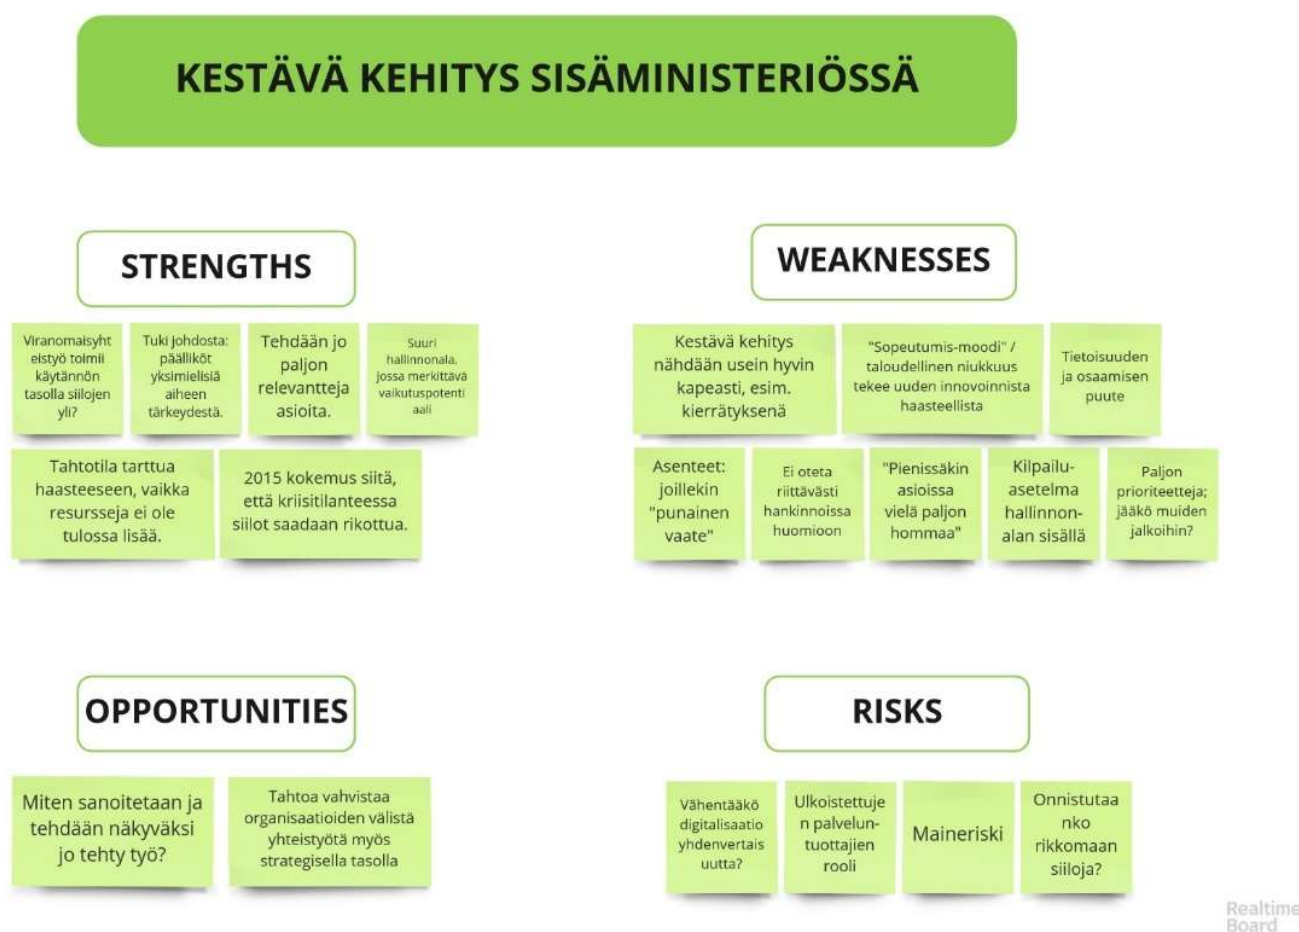 KESTÄVÄ KEHITYS SISÄMINISTERIÖSSÄ
STRENGTHS
Viranomaisyht
eistyö toimii
käytännön
tasolla siilojen
yli?
Tuki johdosta:
päälliköt
yksimielisiä
aiheen
tärkeydestä.
Tehdään jo
paljon
relevantteja
asioita.
Suuri
hallinnonala,
jossa merkittävä
vaikutuspotenti
aali
Tahtotila tarttua
haasteeseen, vaikka
resursseja ei ole
tulossa lisää.
2015 kokemus siitä,
että kriisitilanteessa
siilot saadaan rikottua.
WEAKNESSES
Kestävä kehitys
nähdään usein hyvin
kapeasti, esim.
kierrätyksenä
"Sopeutumis-moodi" /
taloudellinen niukkuus
tekee uuden innovoinnista
haasteellista
Tietoisuuden
ja osaamisen
puute
Asenteet:
joillekin
"punainen
vaate"
Ei oteta
riittävästi
hankinnoissa
huomioon
"Pienissäkin
asioissa
vielä paljon
hommaa"
Kilpailu-
asetelma
hallinnon-
alan sisällä
Paljon
prioriteetteja;
jääkö muiden
jalkoihin?
OPPORTUNITIES
Miten sanoitetaan ja
tehdään näkyväksi
jo tehty työ?
Tahtoa vahvistaa
organisaatioiden välistä
yhteistyötä myös
strategisella tasolla
RISKS
Vähentääkö
digitalisaatio
yhdenvertais
uutta?
Ulkoistettuje
n palvelun-
tuottajien
rooli
Maineriski
Onnistutaa
nko
rikkomaan
siiloja?
Realtime
Board